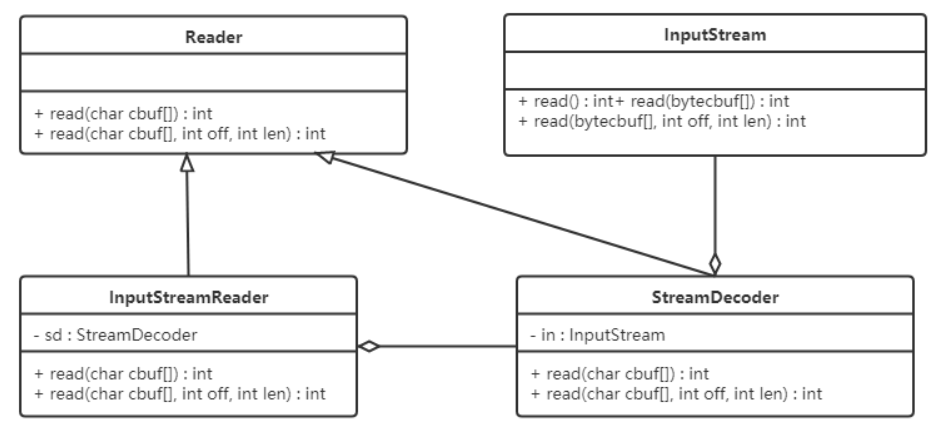 Reader
+ read(char cbuf[]) : int
+ read(char cbuf[], int off, int len) : int
InputStream
+ read() : int+ read(bytecbuf[]) : int
+ read(bytecbuf[], int off, int len) : int
InputStreamReader
- sd : StreamDecoder
+ read(char cbuf[]) : int
+ read(char cbuf[], int off, int len) : int
StreamDecoder
- in : InputStream
+ read(char cbuf[]) : int
+ read(char cbuf[], int off, int len) : int